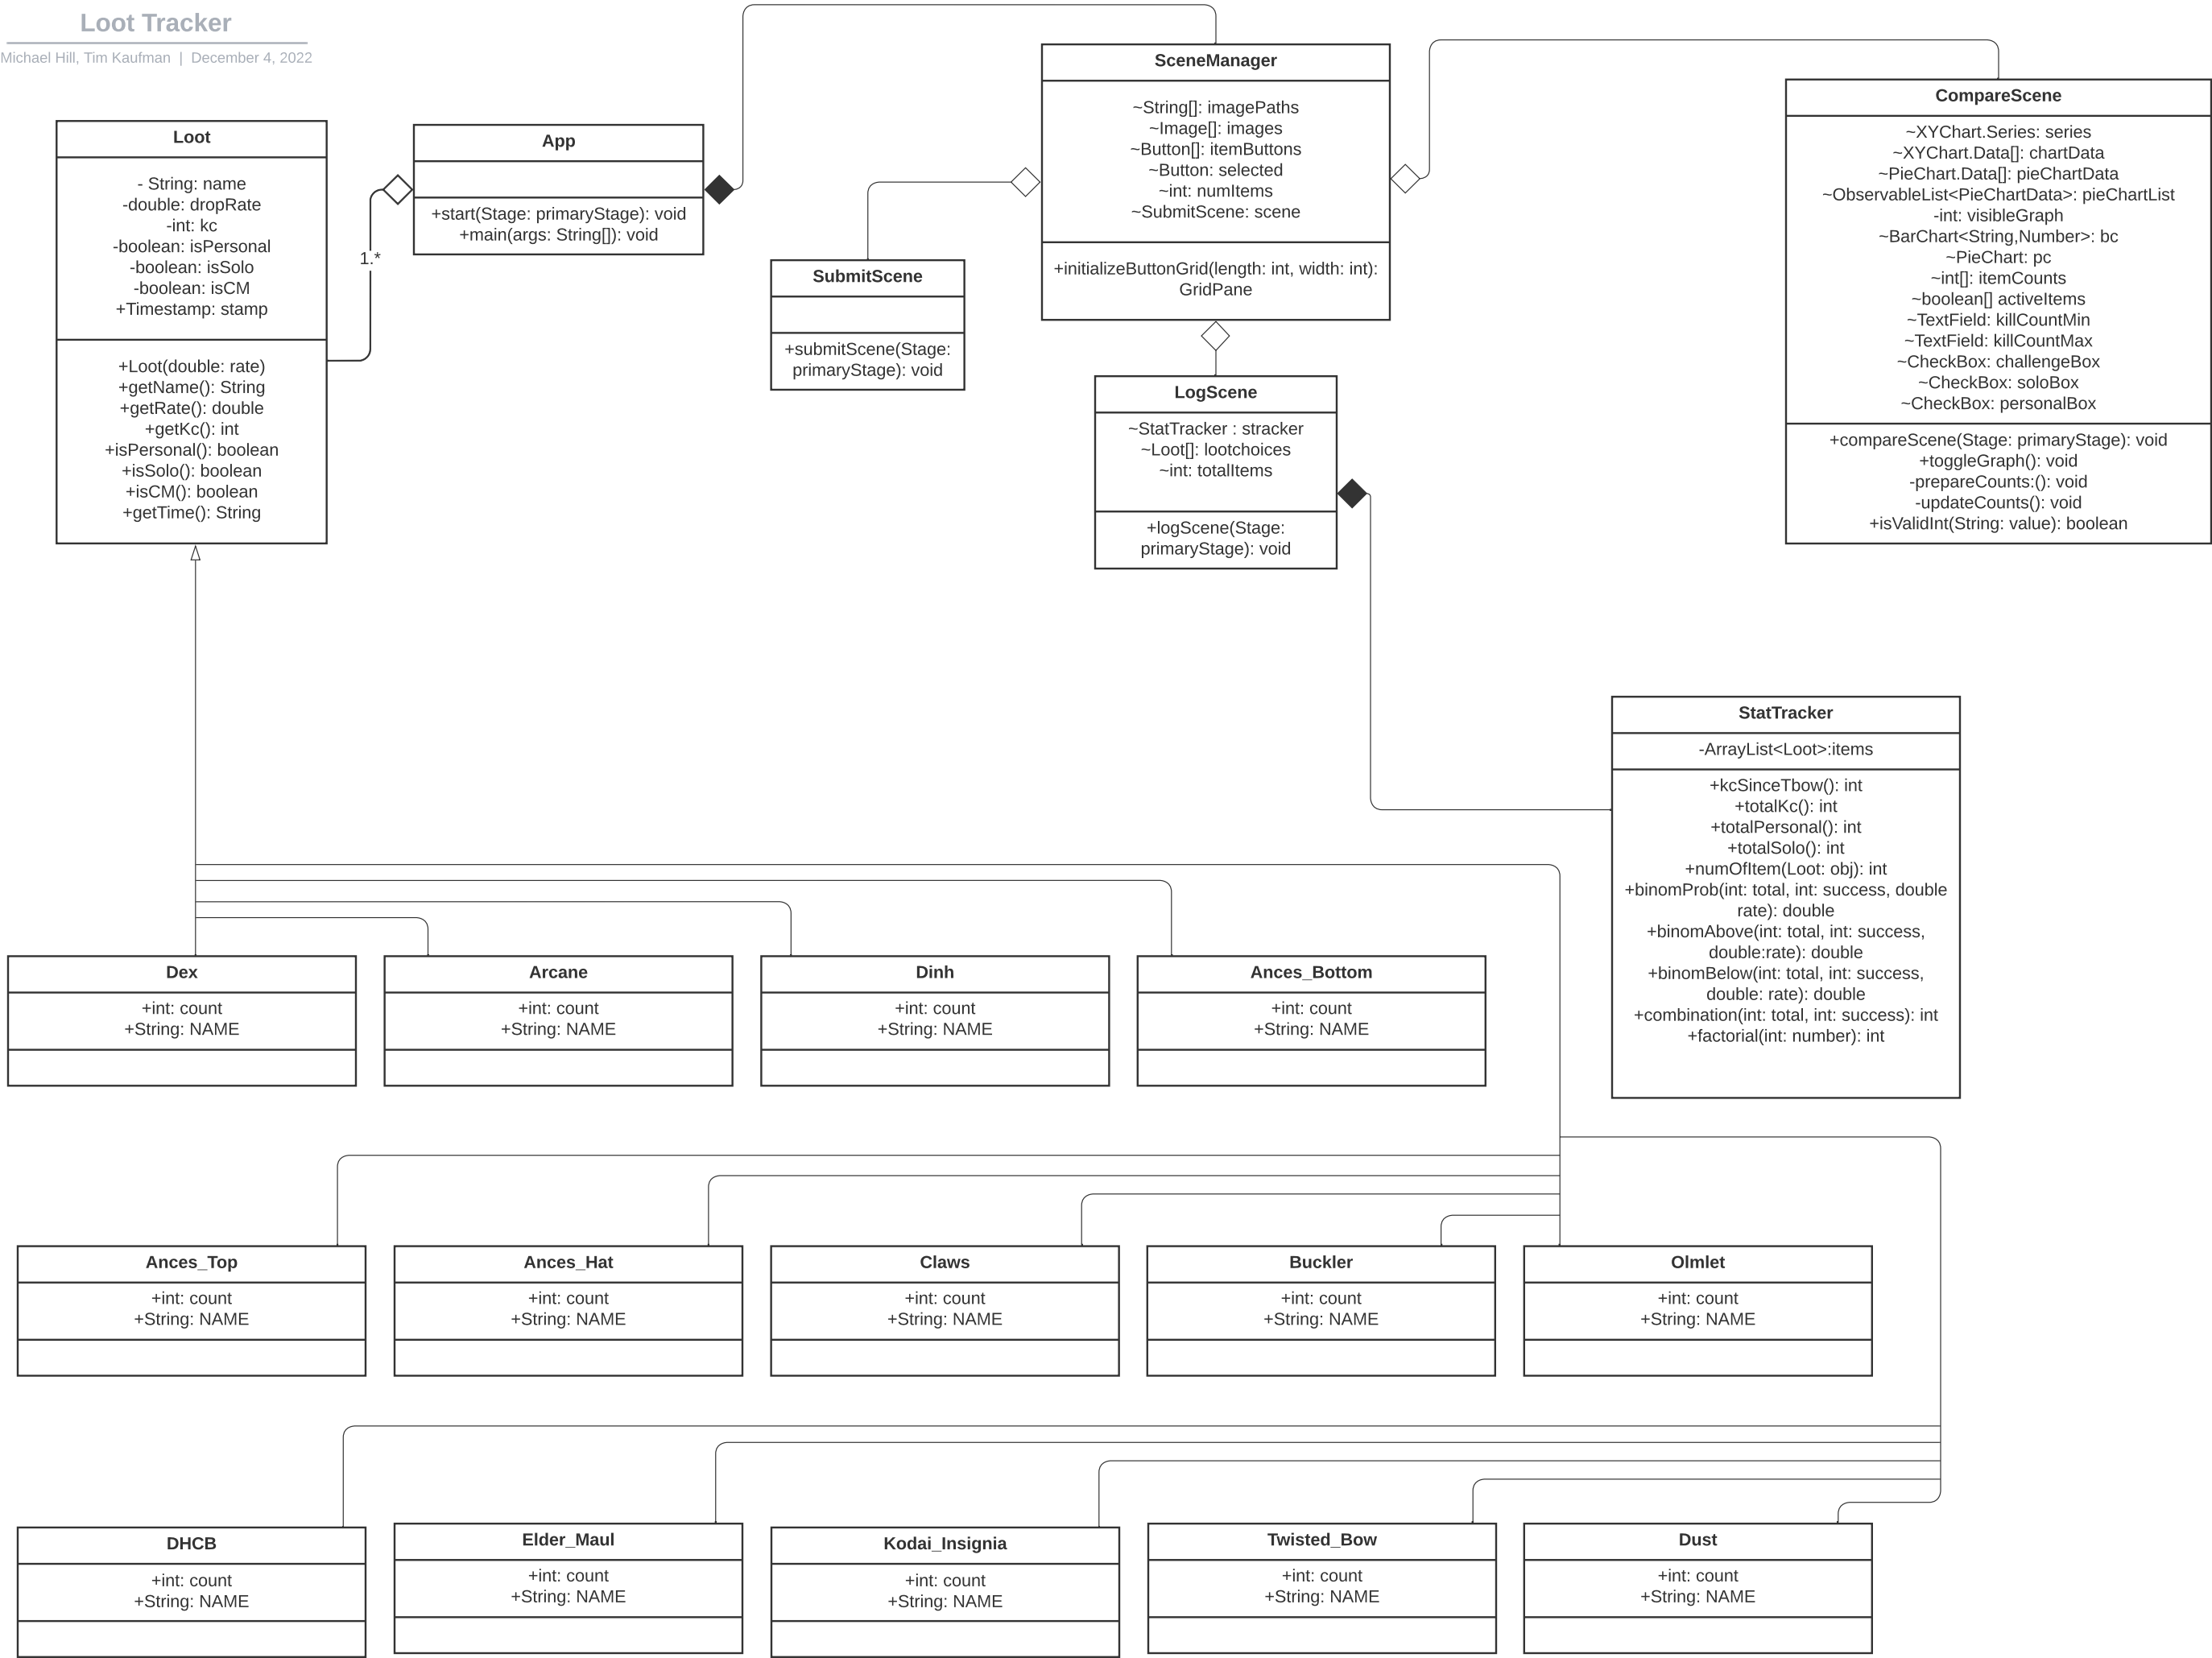 Loot Tracker
Michael Hill, Tim Kaufman | December 4, 2022
Loot
- String: name
-double: dropRate
-int: kc
-boolean: isPersonal
-boolean: isSolo
-boolean: isCM
+Timestamp: stamp
+Loot(double: rate)
+getName(): String
+getRate(): double
+getKc(): int
+isPersonal(): boolean
+isSolo(): boolean
+isCM(): boolean
+getTime(): String
1.*
App
+start(Stage: primaryStage): void
+main(args: String[]): void
SubmitScene
+submitScene(Stage:
primaryStage): void
SceneManager
~String[]: imagePaths
~Image[]: images
~Button[]: itemButtons
~Button: selected
~int: numItems
~SubmitScene: scene
+initializeButtonGrid(length: int, width: int):
GridPane
LogScene
~StatTracker : stracker
~Loot[]: lootchoices
~int: totalItems
+logScene(Stage:
primaryStage): void
CompareScene
~XYChart.Series: series
~XYChart.Data[]: chartData
~PieChart.Data[]: pieChartData
~ObservableList<PieChartData>: pieChartList
-int: visibleGraph
~BarChart<String,Number>: bc
~PieChart: pc
~int[]: itemCounts
~boolean[] activeItems
~TextField: killCountMin
~TextField: killCountMax
~CheckBox: challengeBox
~CheckBox: soloBox
~CheckBox: personalBox
+compareScene(Stage: primaryStage): void
+toggleGraph(): void
-prepareCounts:(): void
-updateCounts(): void
+isValidInt(String: value): boolean
StatTracker
-ArrayList<Loot>:items
+kcSinceTbow(): int
+totalKc(): int
+totalPersonal(): int
+totalSolo(): int
+numOfItem(Loot: obj): int
+binomProb(int: total, int: success, double
rate): double
+binomAbove(int: total, int: success,
double:rate): double
+binomBelow(int: total, int: success,
double: rate): double
+combination(int: total, int: success): int
+factorial(int: number): int
Dex
+int: count
+String: NAME
Arcane
+int: count
+String: NAME
Dinh
+int: count
+String: NAME
Ances_Bottom
+int: count
+String: NAME
Ances_Top
+int: count
+String: NAME
Ances_Hat
+int: count
+String: NAME
Claws
+int: count
+String: NAME
Buckler
+int: count
+String: NAME
Olmlet
+int: count
+String: NAME
DHCB
+int: count
+String: NAME
Elder_Maul
+int: count
+String: NAME
Kodai_Insignia
+int: count
+String: NAME
Twisted_Bow
+int: count
+String: NAME
Dust
+int: count
+String: NAME